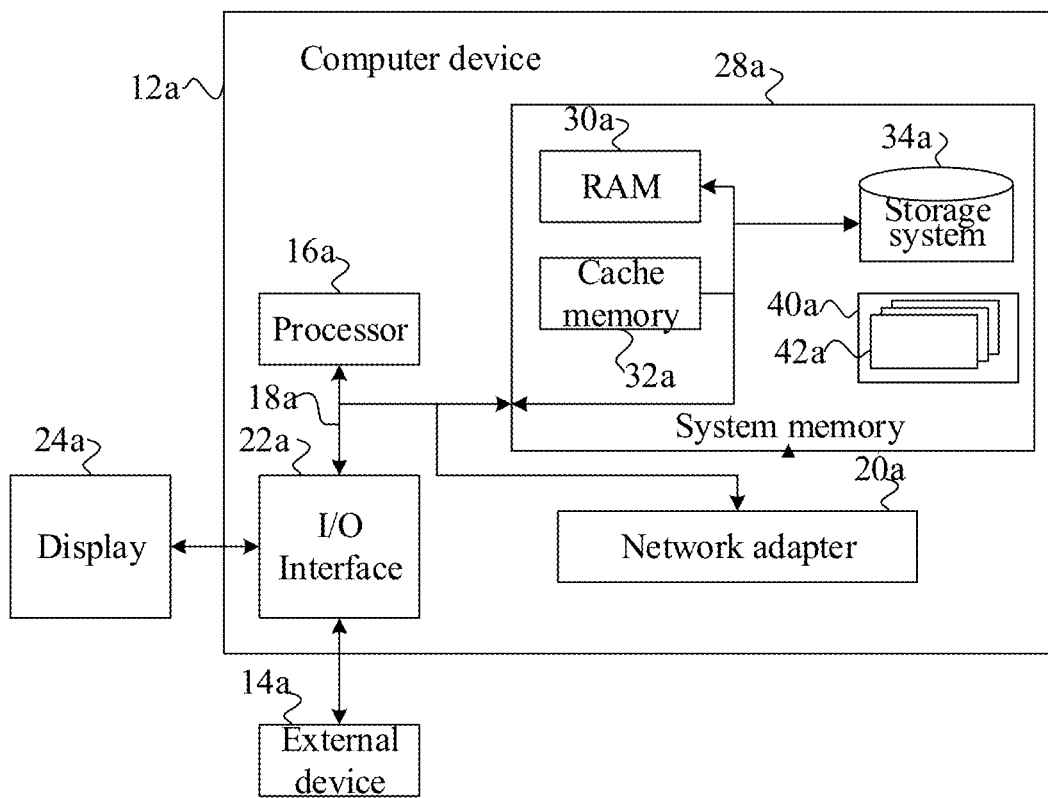 Computer device
12a
28a
30a
RAM
34a
Storage
system
16a
Processor
Cache
memory
32a
40a
42a
18a
System memory
24a
Display
22a
I/O
Interface
20a
Network adapter
14a
External
device